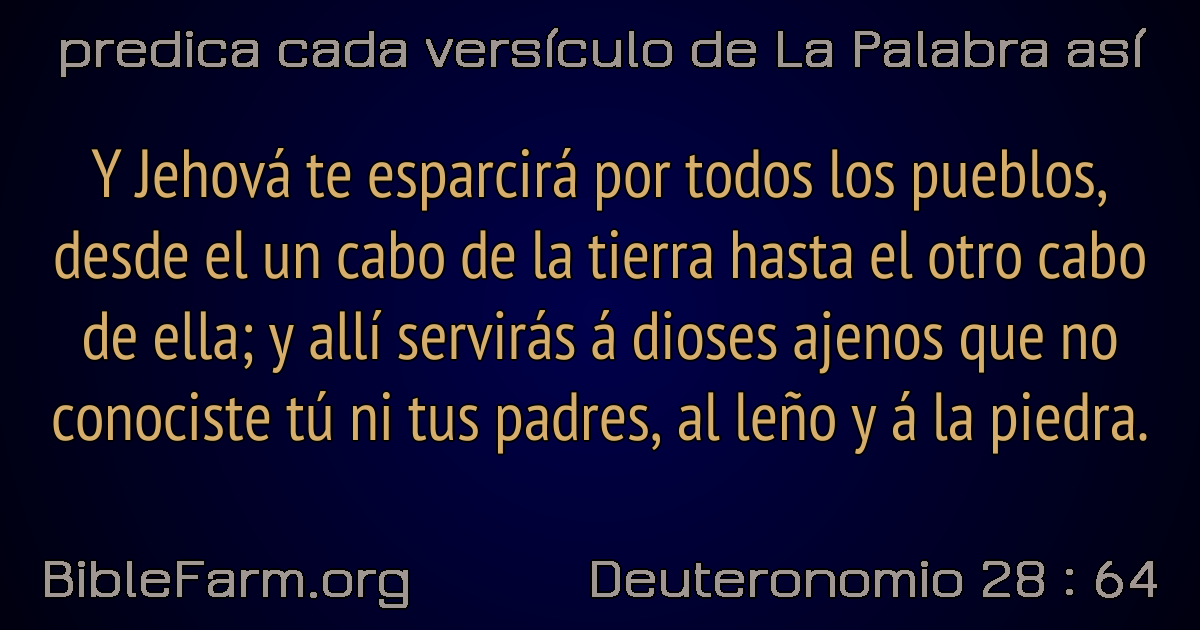 predica cada versículo de La Palabra así
Y Jehová te esparcirá por todos los pueblos,
desde el un cabo de la tierra hasta el otro cabo
de ella; y allí servirás á dioses ajenos que no
conociste tú ni tus padres, al leño y á la piedra.
BibleFarm.org
Deuteronomio 28 : 64